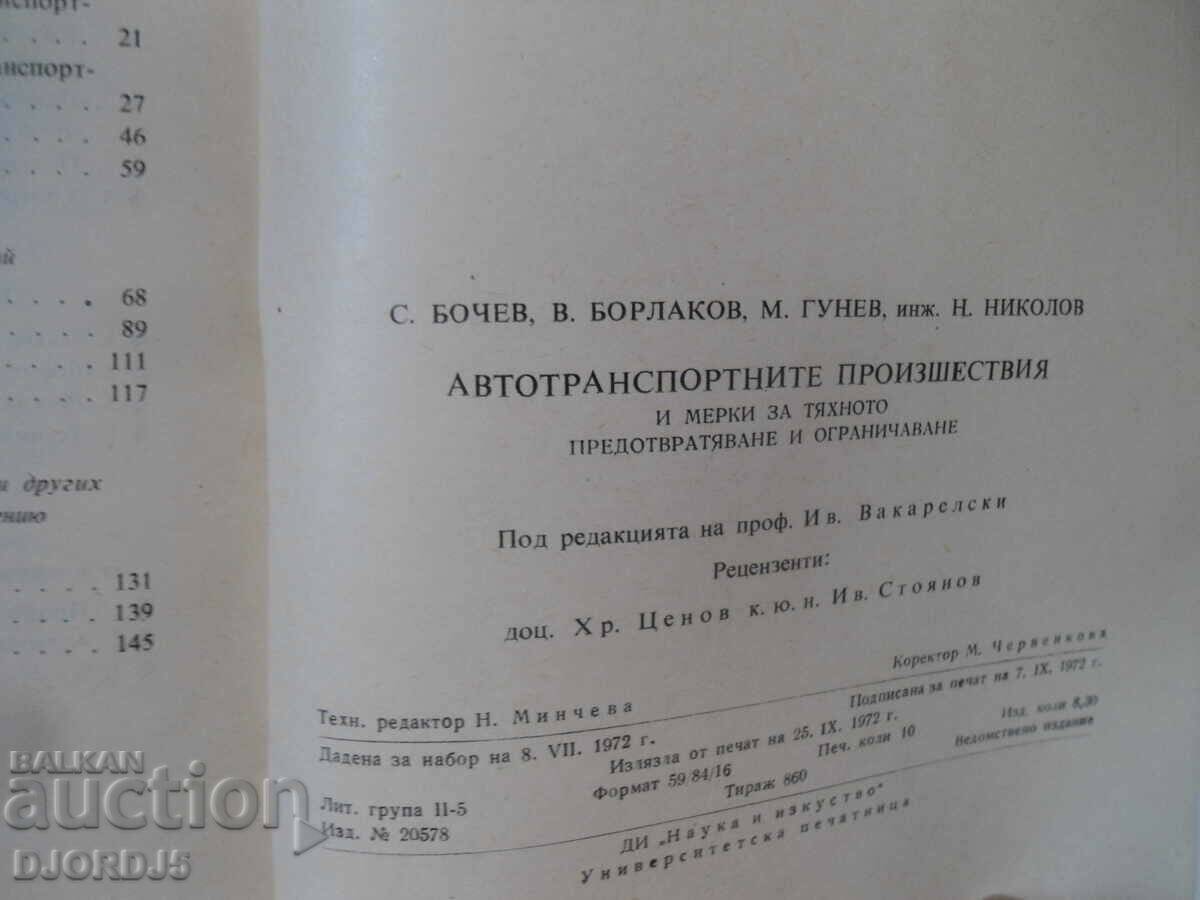 21
анспорт-
27
46
59
ой
68
89
111
117
и других
ению
131
139
145
С. БОЧЕВ, В. БОРЛАКОВ, М. ГУНЕВ, инж. Н. НИКОЛОВ
АВТОТРАНСПОРТНИТЕ ПРОИЗШЕСТВИЯ
И МЕРКИ ЗА ТЯХНОТО
ПРЕДОТВРАТЯВАНЕ И ОГРАНИЧАВАНЕ
Под редакцията на проф. Ив. Вакарелски
Рецензенти:
доц. Хр. Ценов к. ю. н. Ив. Стоянов
Техн. редактор Н. Минчева Коректор М. Червенкова
Дадена за набор на 8. VII. 1972 г. Подписана за печат на 7. IX. 1972 г.
Излязла от печат на 25. IX. 1972 г.
Формат 59/84/16 Печ. коли 10 Изд. коли 8,30
Лит. група II-5 Тираж 860 Ведомствено издание
Изд. № 20578
ДИ „Наука и изкуство“
Университетска печатница
BALKAN
auction
DJORDJ5